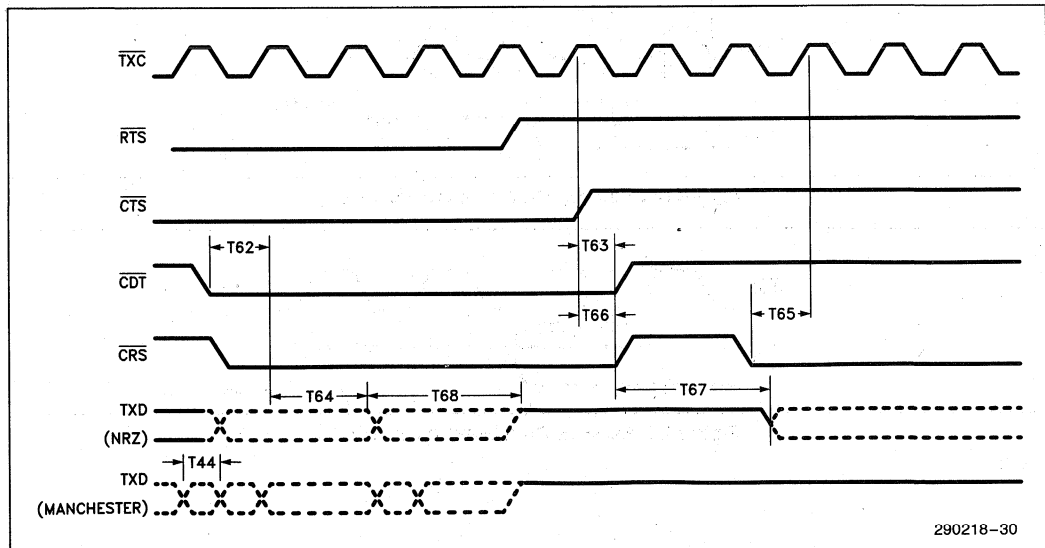 TXC
RTS
CTS
T62
T63
CDT
T66
T65
CRS
T64
T68
T67
TXD
(NRZ)
T44
TXD
(MANCHESTER)
290218-30